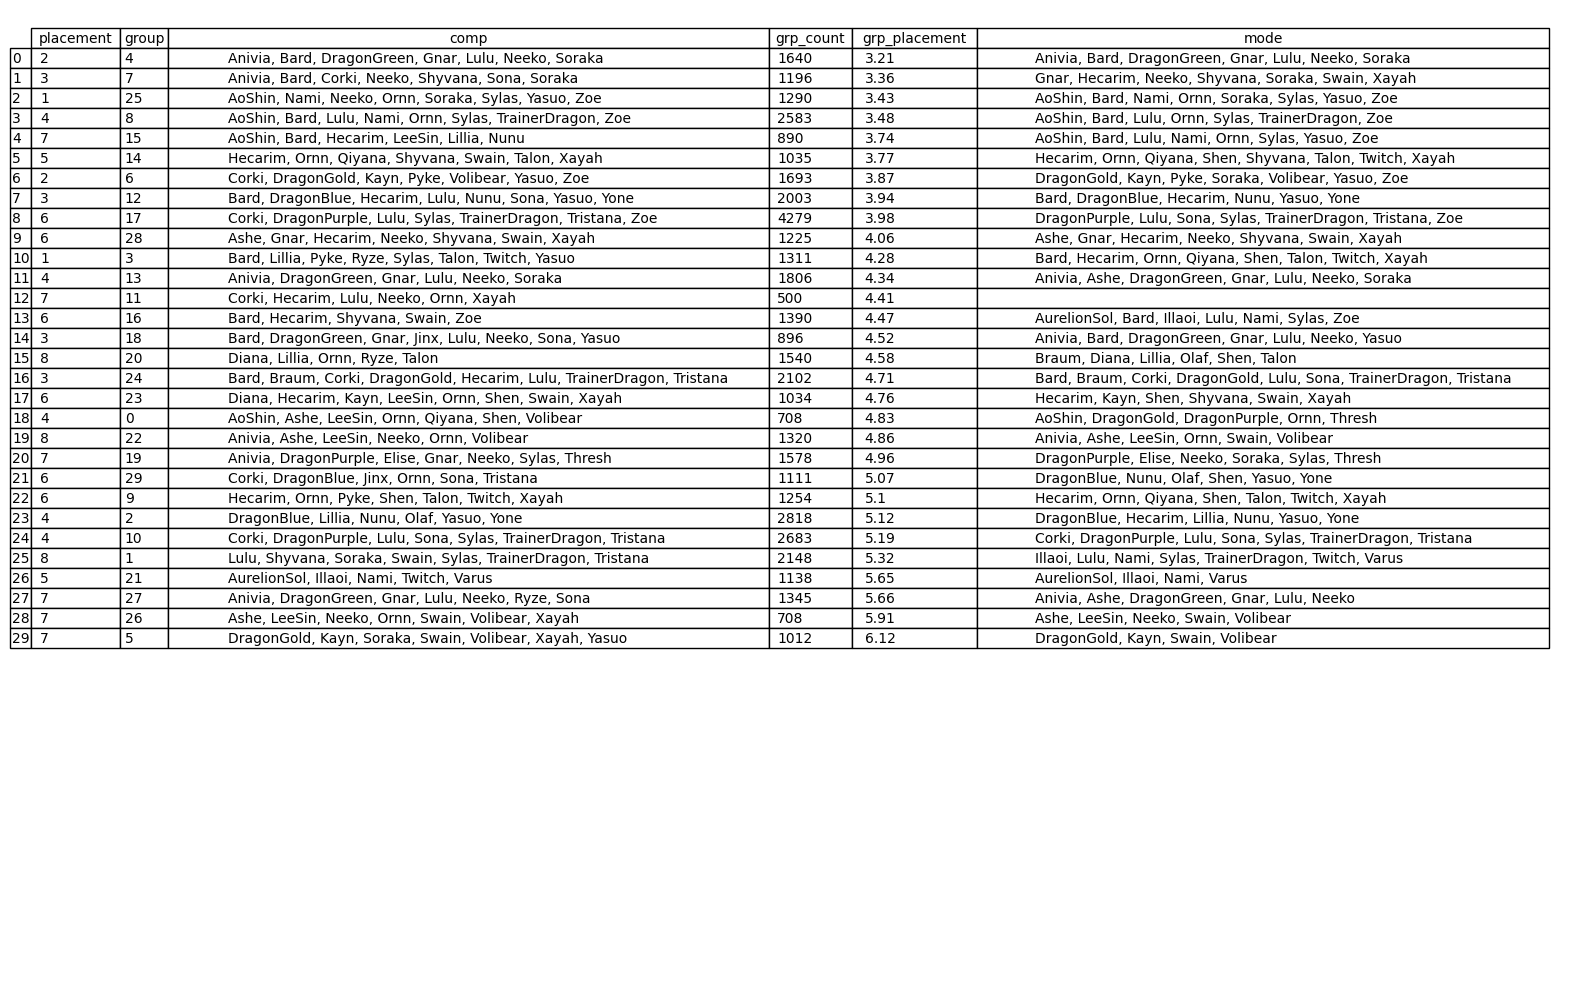 placement group comp grp_count grp_placement mode
0 2 4 Anivia, Bard, DragonGreen, Gnar, Lulu, Neeko, Soraka 1640 3.21 Anivia, Bard, DragonGreen, Gnar, Lulu, Neeko, Soraka
1 3 7 Anivia, Bard, Corki, Neeko, Shyvana, Sona, Soraka 1196 3.36 Gnar, Hecarim, Neeko, Shyvana, Soraka, Swain, Xayah
2 1 25 AoShin, Nami, Neeko, Ornn, Soraka, Sylas, Yasuo, Zoe 1290 3.43 AoShin, Bard, Nami, Ornn, Soraka, Sylas, Yasuo, Zoe
3 4 8 AoShin, Bard, Lulu, Nami, Ornn, Sylas, TrainerDragon, Zoe 2583 3.48 AoShin, Bard, Lulu, Ornn, Sylas, TrainerDragon, Zoe
4 7 15 AoShin, Bard, Hecarim, LeeSin, Lillia, Nunu 890 3.74 AoShin, Bard, Lulu, Nami, Ornn, Sylas, Yasuo, Zoe
5 5 14 Hecarim, Ornn, Qiyana, Shyvana, Swain, Talon, Xayah 1035 3.77 Hecarim, Ornn, Qiyana, Shen, Shyvana, Talon, Twitch, Xayah
6 2 6 Corki, DragonGold, Kayn, Pyke, Volibear, Yasuo, Zoe 1693 3.87 DragonGold, Kayn, Pyke, Soraka, Volibear, Yasuo, Zoe
7 3 12 Bard, DragonBlue, Hecarim, Lulu, Nunu, Sona, Yasuo, Yone 2003 3.94 Bard, DragonBlue, Hecarim, Nunu, Yasuo, Yone
8 6 17 Corki, DragonPurple, Lulu, Sylas, TrainerDragon, Tristana, Zoe 4279 3.98 DragonPurple, Lulu, Sona, Sylas, TrainerDragon, Tristana, Zoe
9 6 28 Ashe, Gnar, Hecarim, Neeko, Shyvana, Swain, Xayah 1225 4.06 Ashe, Gnar, Hecarim, Neeko, Shyvana, Swain, Xayah
10 1 3 Bard, Lillia, Pyke, Ryze, Sylas, Talon, Twitch, Yasuo 1311 4.28 Bard, Hecarim, Ornn, Qiyana, Shen, Talon, Twitch, Xayah
11 4 13 Anivia, DragonGreen, Gnar, Lulu, Neeko, Soraka 1806 4.34 Anivia, Ashe, DragonGreen, Gnar, Lulu, Neeko, Soraka
12 7 11 Corki, Hecarim, Lulu, Neeko, Ornn, Xayah 500 4.41
13 6 16 Bard, Hecarim, Shyvana, Swain, Zoe 1390 4.47 AurelionSol, Bard, Illaoi, Lulu, Nami, Sylas, Zoe
14 3 18 Bard, DragonGreen, Gnar, Jinx, Lulu, Neeko, Sona, Yasuo 896 4.52 Anivia, Bard, DragonGreen, Gnar, Lulu, Neeko, Yasuo
15 8 20 Diana, Lillia, Ornn, Ryze, Talon 1540 4.58 Braum, Diana, Lillia, Olaf, Shen, Talon
16 3 24 Bard, Braum, Corki, DragonGold, Hecarim, Lulu, TrainerDragon, Tristana 2102 4.71 Bard, Braum, Corki, DragonGold, Lulu, Sona, TrainerDragon, Tristana
17 6 23 Diana, Hecarim, Kayn, LeeSin, Ornn, Shen, Swain, Xayah 1034 4.76 Hecarim, Kayn, Shen, Shyvana, Swain, Xayah
18 4 0 AoShin, Ashe, LeeSin, Ornn, Qiyana, Shen, Volibear 708 4.83 AoShin, DragonGold, DragonPurple, Ornn, Thresh
19 8 22 Anivia, Ashe, LeeSin, Neeko, Ornn, Volibear 1320 4.86 Anivia, Ashe, LeeSin, Ornn, Swain, Volibear
20 7 19 Anivia, DragonPurple, Elise, Gnar, Neeko, Sylas, Thresh 1578 4.96 DragonPurple, Elise, Neeko, Soraka, Sylas, Thresh
21 6 29 Corki, DragonBlue, Jinx, Ornn, Sona, Tristana 1111 5.07 DragonBlue, Nunu, Olaf, Shen, Yasuo, Yone
22 6 9 Hecarim, Ornn, Pyke, Shen, Talon, Twitch, Xayah 1254 5.1 Hecarim, Ornn, Qiyana, Shen, Talon, Twitch, Xayah
23 4 2 DragonBlue, Lillia, Nunu, Olaf, Yasuo, Yone 2818 5.12 DragonBlue, Hecarim, Lillia, Nunu, Yasuo, Yone
24 4 10 Corki, DragonPurple, Lulu, Sona, Sylas, TrainerDragon, Tristana 2683 5.19 Corki, DragonPurple, Lulu, Sona, Sylas, TrainerDragon, Tristana
25 8 1 Lulu, Shyvana, Soraka, Swain, Sylas, TrainerDragon, Tristana 2148 5.32 Illaoi, Lulu, Nami, Sylas, TrainerDragon, Twitch, Varus
26 5 21 AurelionSol, Illaoi, Nami, Twitch, Varus 1138 5.65 AurelionSol, Illaoi, Nami, Varus
27 7 27 Anivia, DragonGreen, Gnar, Lulu, Neeko, Ryze, Sona 1345 5.66 Anivia, Ashe, DragonGreen, Gnar, Lulu, Neeko
28 7 26 Ashe, LeeSin, Neeko, Ornn, Swain, Volibear, Xayah 708 5.91 Ashe, LeeSin, Neeko, Swain, Volibear
29 7 5 DragonGold, Kayn, Soraka, Swain, Volibear, Xayah, Yasuo 1012 6.12 DragonGold, Kayn, Swain, Volibear